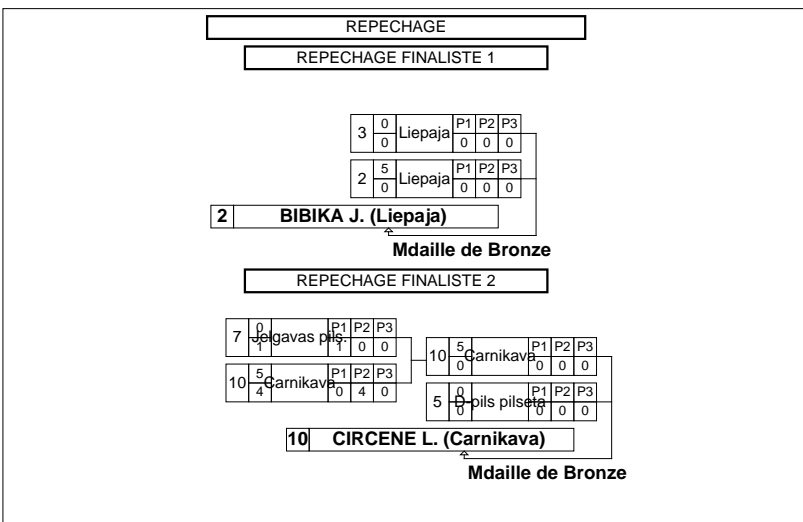 REPECHAGE
REPECHAGE FINALISTE 1
3 0 Liepaja P1 P2 P3
0 0 0 0
2 5 Liepaja P1 P2 P3
0 0 0 0
2 BIBIKA J. (Liepaja)
Mdaille de Bronze
REPECHAGE FINALISTE 2
7 0 Jelgavas pils. P1 P2 P3
1 1 0 0
10 5 Carnikava P1 P2 P3
4 0 4 0
10 5 Carnikava P1 P2 P3
0 0 0 0
5 0 D-pils pilseta P1 P2 P3
0 0 0 0
10 CIRCENE L. (Carnikava)
Mdaille de Bronze